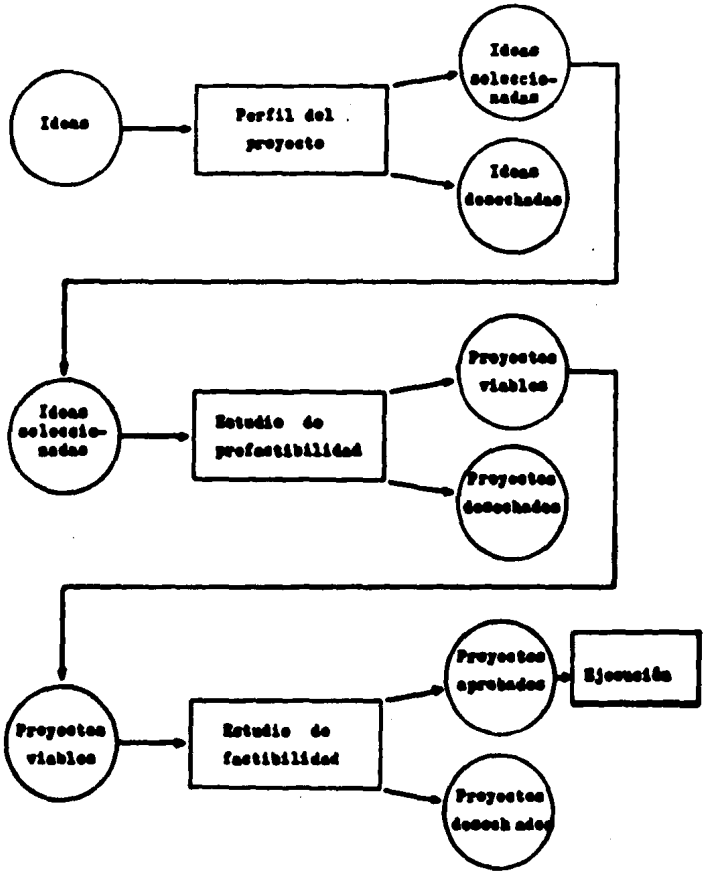 Ideas
Perfil del
proyecto
Ideas
seleccio-
nadas
Ideas
desechadas
Ideas
seleccio-
nadas
Estudio de
prefactibilidad
Proyectos
viables
Proyectos
desechados
Proyectos
viables
Estudio de
factibilidad
Proyectos
aprobados
Ejecución
Proyectos
desechados